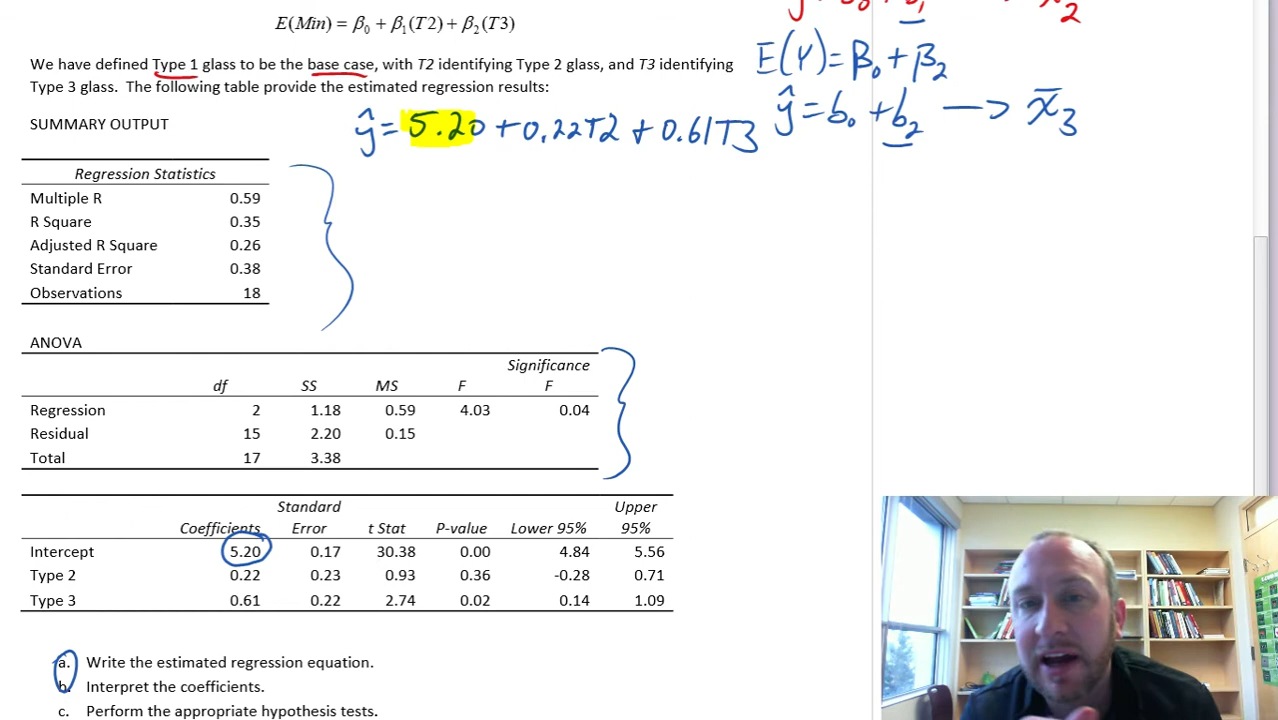 E(Min) = β₀ + β₁(T2) + β₂(T3)
E(Y)=β₀+β₂
We have defined Type 1 glass to be the base case, with T2 identifying Type 2 glass, and T3 identifying
Type 3 glass. The following table provide the estimated regression results:
ŷ=b₀+b₂ → x̄₃
SUMMARY OUTPUT
ŷ= 5.20+0.22T2+0.61T3
Regression Statistics
Multiple R 0.59
R Square 0.35
Adjusted R Square 0.26
Standard Error 0.38
Observations 18
ANOVA
Significance
df SS MS F F
Regression 2 1.18 0.59 4.03 0.04
Residual 15 2.20 0.15
Total 17 3.38
Standard Upper
Coefficients Error t Stat P-value Lower 95% 95%
Intercept 5.20 0.17 30.38 0.00 4.84 5.56
Type 2 0.22 0.23 0.93 0.36 -0.28 0.71
Type 3 0.61 0.22 2.74 0.02 0.14 1.09
a. Write the estimated regression equation.
b. Interpret the coefficients.
c. Perform the appropriate hypothesis tests.